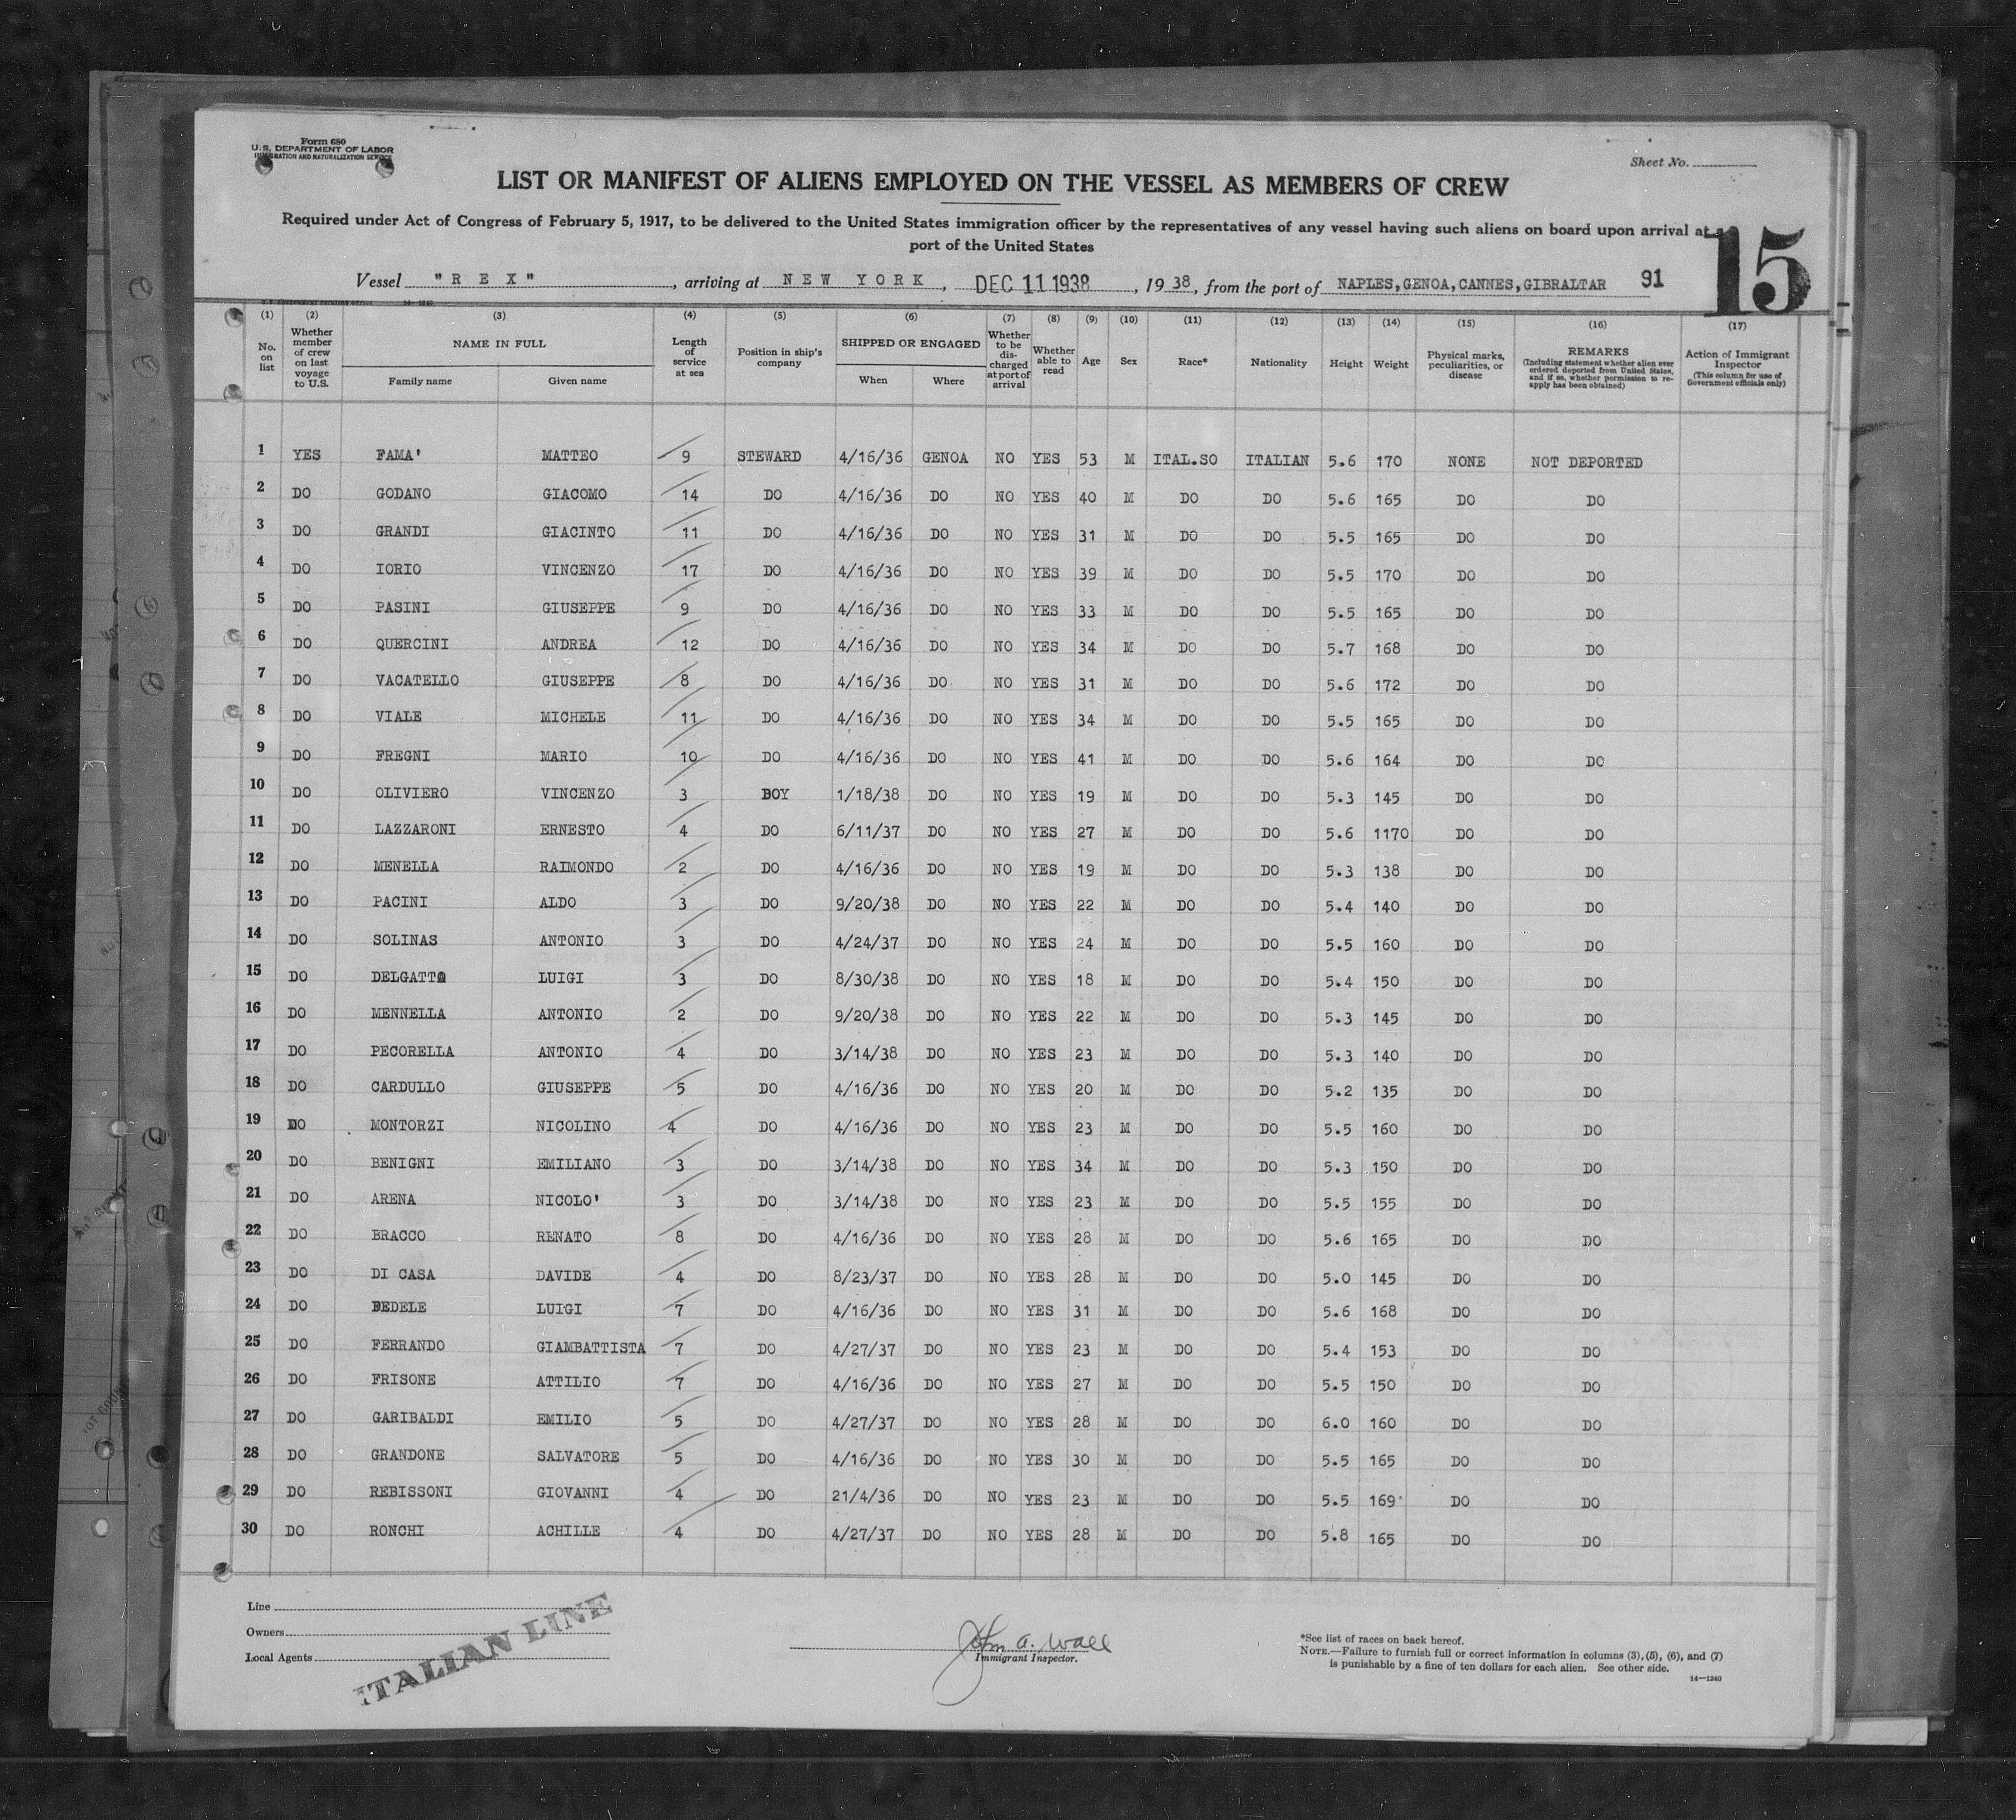 Form 680
U.S. DEPARTMENT OF LABOR
IMMIGRATION AND NATURALIZATION SERVICE
Sheet No.
LIST OR MANIFEST OF ALIENS EMPLOYED ON THE VESSEL AS MEMBERS OF CREW
Required under Act of Congress of February 5, 1917, to be delivered to the United States immigration officer by the representatives of any vessel having such aliens on board upon arrival at a
port of the United States
15
Vessel "REX", arriving at NEW YORK, DEC 11 1938, 1938, from the port of NAPLES,GENOA,CANNES,GIBRALTAR 91
(1) (2) (3) (4) (5) (6) (7) (8) (9) (10) (11) (12) (13) (14) (15) (16) (17)
No. on list Whether member of crew on last voyage to U.S. NAME IN FULL Family name Given name Length of service at sea Position in ship's company SHIPPED OR ENGAGED When Where Whether to be discharged at port of arrival Whether able to read Age Sex Race* Nationality Height Weight Physical marks, peculiarities, or disease REMARKS (Including statement whether alien ever ordered deported from United States, and if so, whether permission to reapply has been obtained) Action of Immigrant Inspector (This column for use of Government officials only)
1 YES FAMA' MATTEO 9 STEWARD 4/16/36 GENOA NO YES 53 M ITAL.SO ITALIAN 5.6 170 NONE NOT DEPORTED
2 DO GODANO GIACOMO 14 DO 4/16/36 DO NO YES 40 M DO DO 5.6 165 DO DO
3 DO GRANDI GIACINTO 11 DO 4/16/36 DO NO YES 31 M DO DO 5.5 165 DO DO
4 DO IORIO VINCENZO 17 DO 4/16/36 DO NO YES 39 M DO DO 5.5 170 DO DO
5 DO PASINI GIUSEPPE 9 DO 4/16/36 DO NO YES 33 M DO DO 5.5 165 DO DO
6 DO QUERCINI ANDREA 12 DO 4/16/36 DO NO YES 34 M DO DO 5.7 168 DO DO
7 DO VACATELLO GIUSEPPE 8 DO 4/16/36 DO NO YES 31 M DO DO 5.6 172 DO DO
8 DO VIALE MICHELE 11 DO 4/16/36 DO NO YES 34 M DO DO 5.5 165 DO DO
9 DO FREGNI MARIO 10 DO 4/16/36 DO NO YES 41 M DO DO 5.6 164 DO DO
10 DO OLIVIERO VINCENZO 3 BOY 1/18/38 DO NO YES 19 M DO DO 5.3 145 DO DO
11 DO LAZZARONI ERNESTO 4 DO 6/11/37 DO NO YES 27 M DO DO 5.6 1170 DO DO
12 DO MENELLA RAIMONDO 2 DO 4/16/36 DO NO YES 19 M DO DO 5.3 138 DO DO
13 DO PACINI ALDO 3 DO 9/20/38 DO NO YES 22 M DO DO 5.4 140 DO DO
14 DO SOLINAS ANTONIO 3 DO 4/24/37 DO NO YES 24 M DO DO 5.5 160 DO DO
15 DO DELGATTO LUIGI 3 DO 8/30/38 DO NO YES 18 M DO DO 5.4 150 DO DO
16 DO MENNELLA ANTONIO 2 DO 9/20/38 DO NO YES 22 M DO DO 5.3 145 DO DO
17 DO PECORELLA ANTONIO 4 DO 3/14/38 DO NO YES 23 M DO DO 5.3 140 DO DO
18 DO CARDULLO GIUSEPPE 5 DO 4/16/36 DO NO YES 20 M DO DO 5.2 135 DO DO
19 DO MONTORZI NICOLINO 4 DO 4/16/36 DO NO YES 23 M DO DO 5.5 160 DO DO
20 DO BENIGNI EMILIANO 3 DO 3/14/38 DO NO YES 34 M DO DO 5.3 150 DO DO
21 DO ARENA NICOLO' 3 DO 3/14/38 DO NO YES 23 M DO DO 5.5 155 DO DO
22 DO BRACCO RENATO 8 DO 4/16/36 DO NO YES 28 M DO DO 5.6 165 DO DO
23 DO DI CASA DAVIDE 4 DO 8/23/37 DO NO YES 28 M DO DO 5.0 145 DO DO
24 DO FEDELE LUIGI 7 DO 4/16/36 DO NO YES 31 M DO DO 5.6 168 DO DO
25 DO FERRANDO GIAMBATTISTA 7 DO 4/27/37 DO NO YES 23 M DO DO 5.4 153 DO DO
26 DO FRISONE ATTILIO 7 DO 4/16/36 DO NO YES 27 M DO DO 5.5 150 DO DO
27 DO GARIBALDI EMILIO 5 DO 4/27/37 DO NO YES 28 M DO DO 6.0 160 DO DO
28 DO GRANDONE SALVATORE 5 DO 4/16/36 DO NO YES 30 M DO DO 5.5 165 DO DO
29 DO REBISSONI GIOVANNI 4 DO 21/4/36 DO NO YES 23 M DO DO 5.5 169 DO DO
30 DO RONCHI ACHILLE 4 DO 4/27/37 DO NO YES 28 M DO DO 5.8 165 DO DO
Line
Owners
Local Agents
ITALIAN LINE
John A. Wall
Immigrant Inspector.
*See list of races on back hereof.
NOTE.—Failure to furnish full or correct information in columns (3), (5), (6), and (7)
is punishable by a fine of ten dollars for each alien. See other side.
14—1240